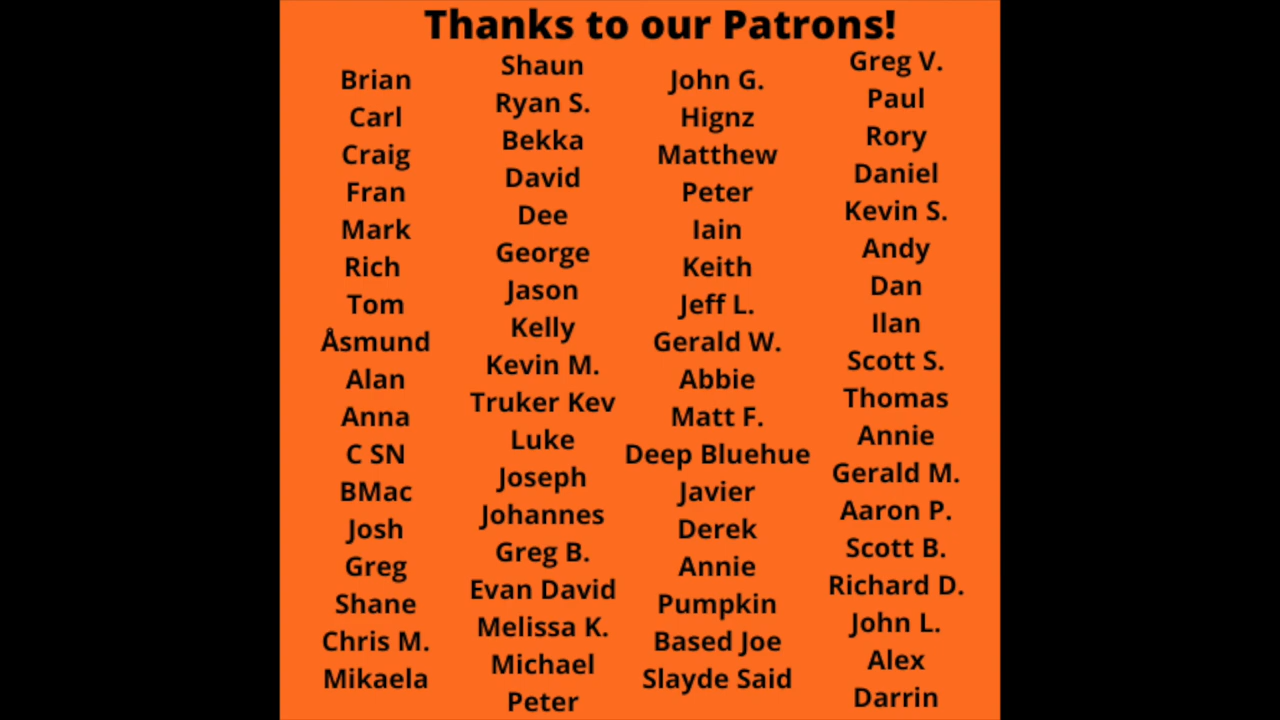 Thanks to our Patrons!
Brian
Carl
Craig
Fran
Mark
Rich
Tom
Åsmund
Alan
Anna
C SN
BMac
Josh
Greg
Shane
Chris M.
Mikaela
Shaun
Ryan S.
Bekka
David
Dee
George
Jason
Kelly
Kevin M.
Truker Kev
Luke
Joseph
Johannes
Greg B.
Evan David
Melissa K.
Michael
Peter
John G.
Hignz
Matthew
Peter
Iain
Keith
Jeff L.
Gerald W.
Abbie
Matt F.
Deep Bluehue
Javier
Derek
Annie
Pumpkin
Based Joe
Slayde Said
Greg V.
Paul
Rory
Daniel
Kevin S.
Andy
Dan
Ilan
Scott S.
Thomas
Annie
Gerald M.
Aaron P.
Scott B.
Richard D.
John L.
Alex
Darrin